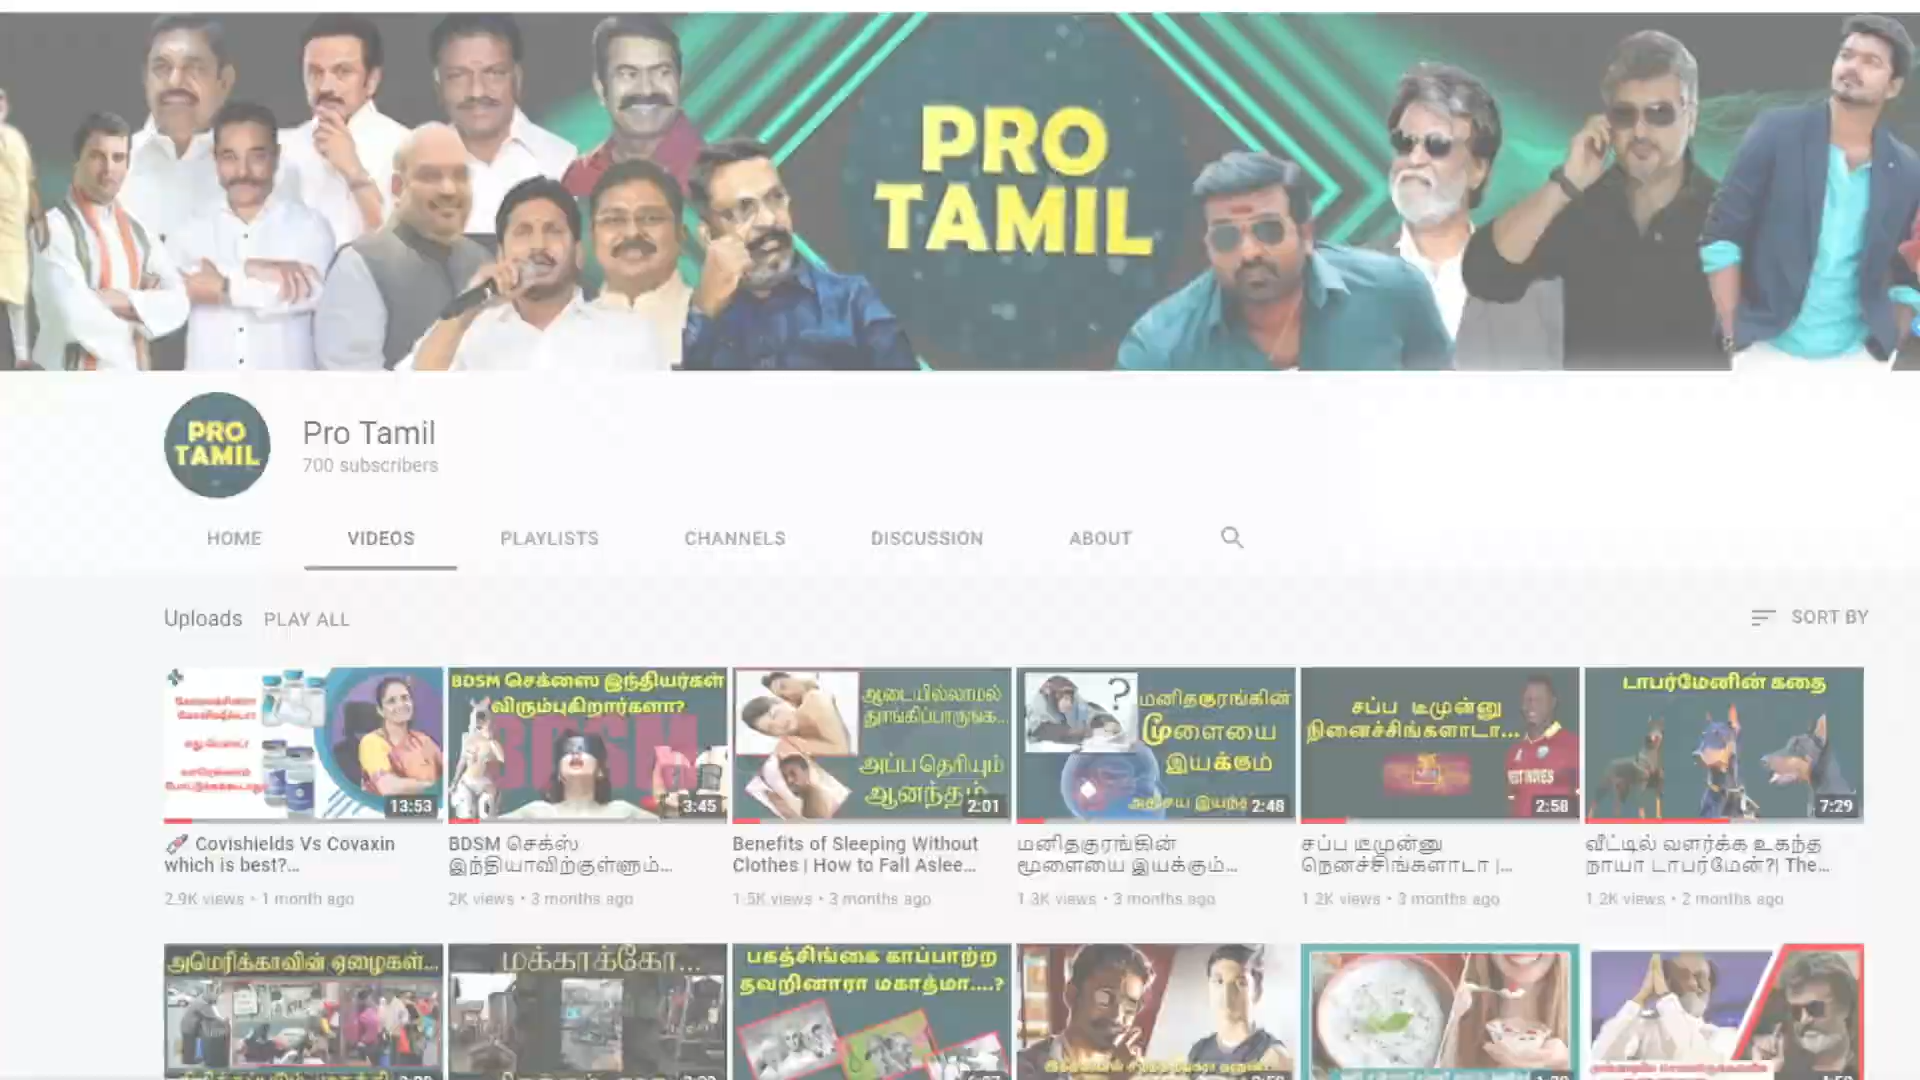 PRO
TAMIL
PRO
TAMIL
Pro Tamil
700 subscribers
HOME
VIDEOS
PLAYLISTS
CHANNELS
DISCUSSION
ABOUT
Uploads
PLAY ALL
SORT BY
13:53
BDSM செக்ஸை இந்தியர்கள்
விரும்புகிறார்களா?
BDSM
3:45
ஆடையில்லாமல்
தூங்கிப்பாருங்க...
அப்ப தெரியும்
ஆனந்தம்
2:01
?
மனிதகுரங்கின்
மூளையை
இயக்கும்
2:48
சப்ப டீமுன்னு
நினைச்சிங்களாடா...
2:58
டாபர்மேனின் கதை
7:29
Covishields Vs Covaxin
which is best?...
2.9K views • 1 month ago
BDSM செக்ஸ்
இந்தியாவிற்குள்ளும்...
2K views • 3 months ago
Benefits of Sleeping Without
Clothes | How to Fall Aslee...
1.5K views • 3 months ago
மனிதகுரங்கின்
மூளையை இயக்கும்...
1.3K views • 3 months ago
சப்ப டீமுன்னு
நெனச்சிங்களாடா |...
1.2K views • 3 months ago
வீட்டில் வளர்க்க உகந்த
நாயா டாபர்மேன்?| The...
1.2K views • 2 months ago
அமெரிக்காவின் ஏழைகள்...
மக்காக்கோ...
பகத்சிங்கை காப்பாற்ற
தவறினாரா மகாத்மா....?